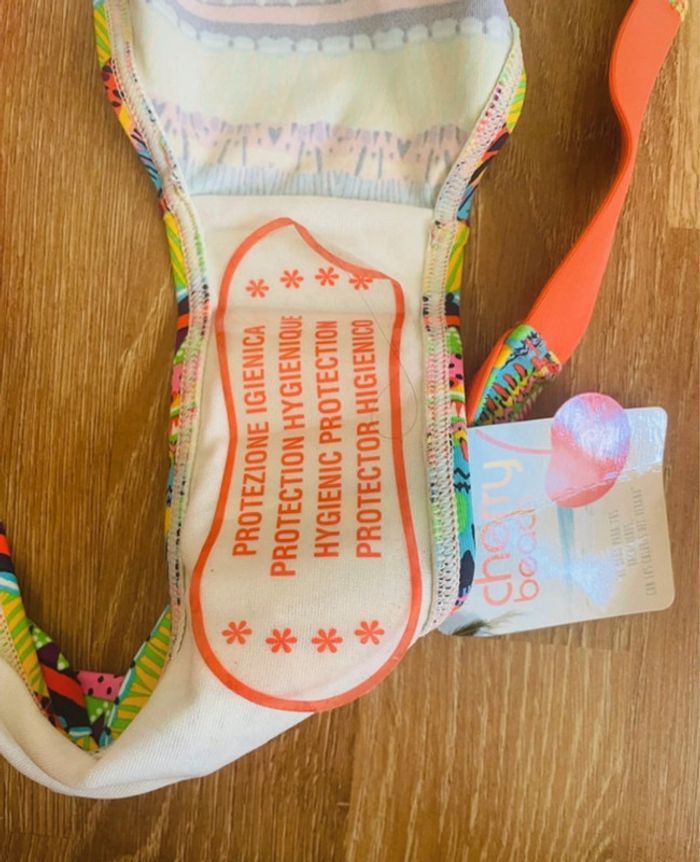 * * * *
PROTEZIONE IGIENICA
PROTECTION HYGIENIQUE
HYGIENIC PROTECTION
PROTECTOR HIGIENICO
* * * *
cherry
beach